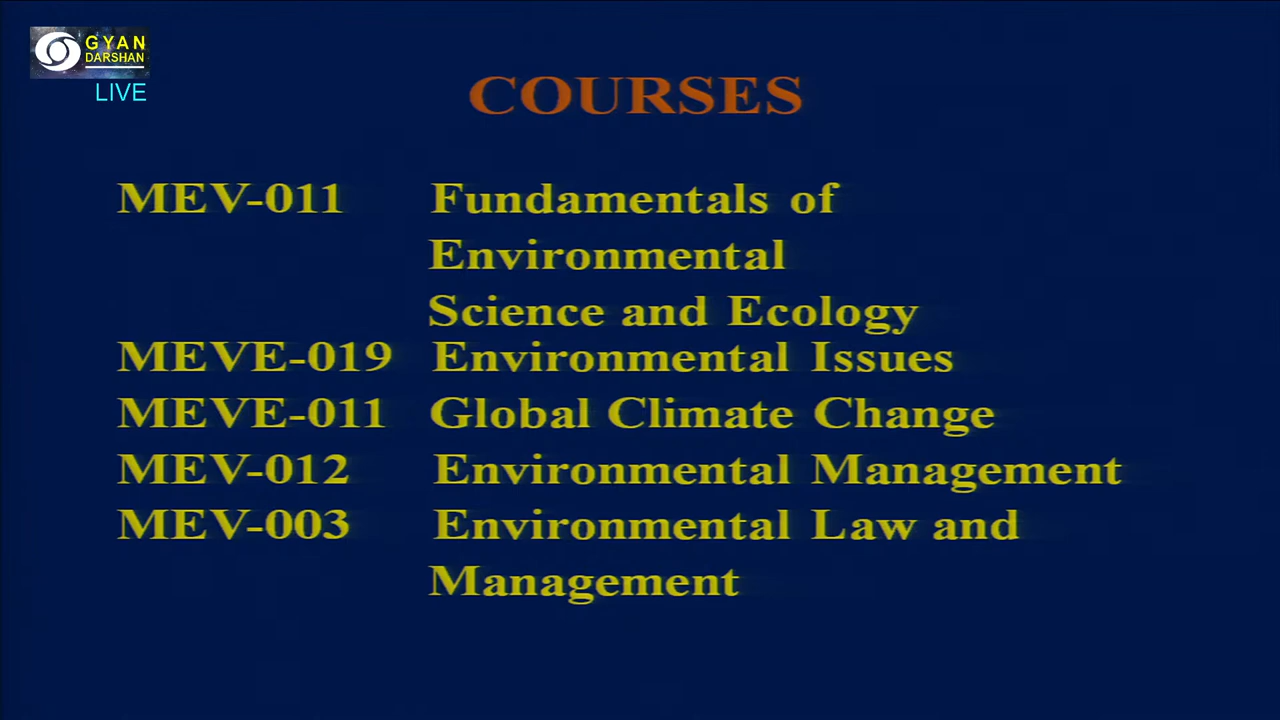 GYAN
DARSHAN
LIVE
COURSES
MEV-011 Fundamentals of
Environmental
Science and Ecology
MEVE-019 Environmental Issues
MEVE-011 Global Climate Change
MEV-012 Environmental Management
MEV-003 Environmental Law and
Management